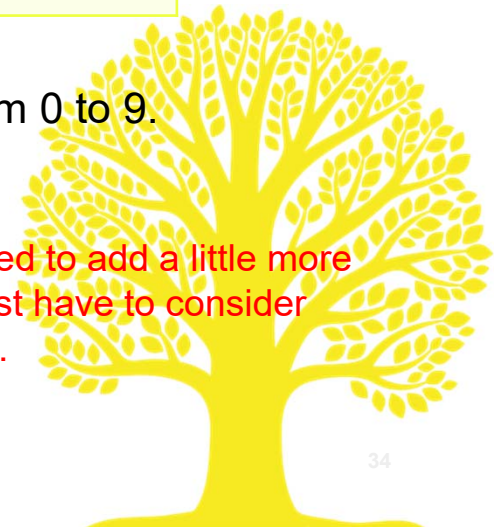 m 0 to 9.
ed to add a little more
st have to consider
.
34